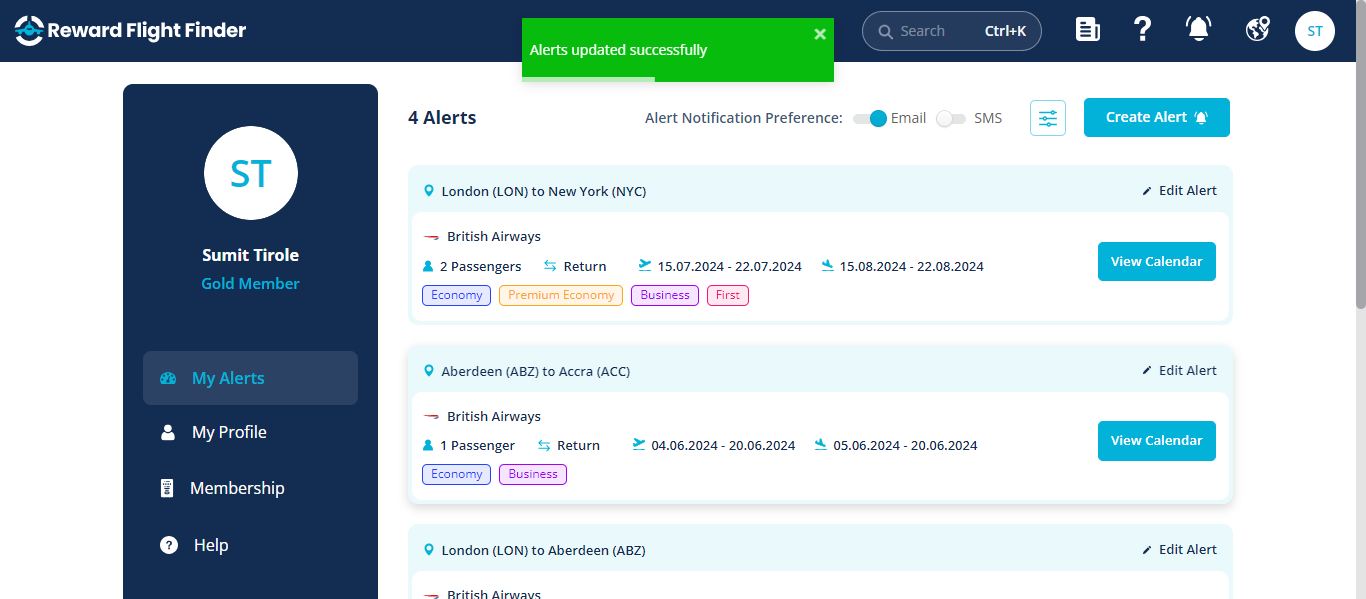 Reward Flight Finder
Alerts updated successfully
Search Ctrl+K
ST
ST
Sumit Tirole
Gold Member
My Alerts
My Profile
Membership
Help
4 Alerts
Alert Notification Preference: Email SMS
Create Alert
London (LON) to New York (NYC)
Edit Alert
British Airways
2 Passengers Return 15.07.2024 - 22.07.2024 15.08.2024 - 22.08.2024
View Calendar
Economy Premium Economy Business First
Aberdeen (ABZ) to Accra (ACC)
Edit Alert
British Airways
1 Passenger Return 04.06.2024 - 20.06.2024 05.06.2024 - 20.06.2024
View Calendar
Economy Business
London (LON) to Aberdeen (ABZ)
Edit Alert
British Airways